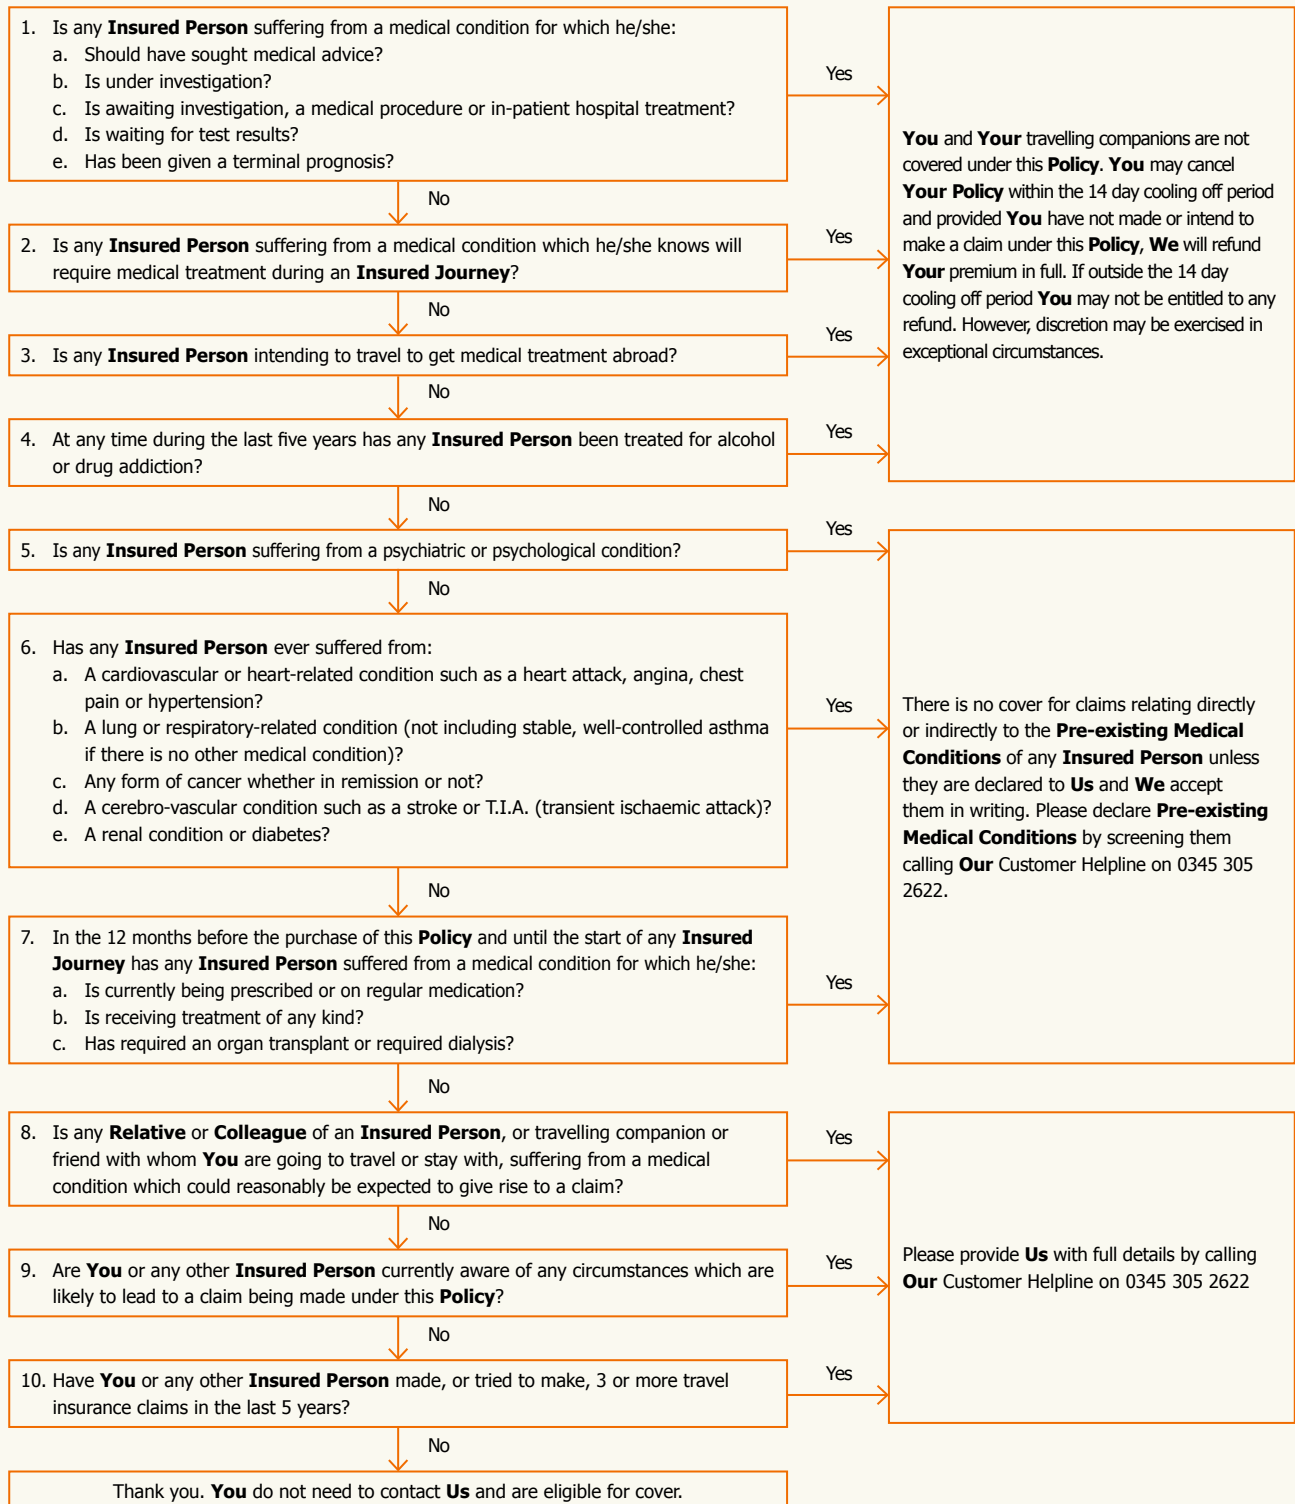 1. Is any Insured Person suffering from a medical condition for which he/she:
a. Should have sought medical advice?
b. Is under investigation?
c. Is awaiting investigation, a medical procedure or in-patient hospital treatment?
d. Is waiting for test results?
e. Has been given a terminal prognosis?
Yes
You and Your travelling companions are not
covered under this Policy. You may cancel
Your Policy within the 14 day cooling off period
and provided You have not made or intend to
make a claim under this Policy, We will refund
Your premium in full. If outside the 14 day
cooling off period You may not be entitled to any
refund. However, discretion may be exercised in
exceptional circumstances.
No
2. Is any Insured Person suffering from a medical condition which he/she knows will
require medical treatment during an Insured Journey?
Yes
No
3. Is any Insured Person intending to travel to get medical treatment abroad?
Yes
No
4. At any time during the last five years has any Insured Person been treated for alcohol
or drug addiction?
Yes
No
5. Is any Insured Person suffering from a psychiatric or psychological condition?
Yes
No
6. Has any Insured Person ever suffered from:
a. A cardiovascular or heart-related condition such as a heart attack, angina, chest
pain or hypertension?
b. A lung or respiratory-related condition (not including stable, well-controlled asthma
if there is no other medical condition)?
c. Any form of cancer whether in remission or not?
d. A cerebro-vascular condition such as a stroke or T.I.A. (transient ischaemic attack)?
e. A renal condition or diabetes?
Yes
There is no cover for claims relating directly
or indirectly to the Pre-existing Medical
Conditions of any Insured Person unless
they are declared to Us and We accept
them in writing. Please declare Pre-existing
Medical Conditions by screening them
calling Our Customer Helpline on 0345 305
2622.
No
7. In the 12 months before the purchase of this Policy and until the start of any Insured
Journey has any Insured Person suffered from a medical condition for which he/she:
a. Is currently being prescribed or on regular medication?
b. Is receiving treatment of any kind?
c. Has required an organ transplant or required dialysis?
Yes
No
8. Is any Relative or Colleague of an Insured Person, or travelling companion or
friend with whom You are going to travel or stay with, suffering from a medical
condition which could reasonably be expected to give rise to a claim?
Yes
No
9. Are You or any other Insured Person currently aware of any circumstances which are
likely to lead to a claim being made under this Policy?
Yes
Please provide Us with full details by calling
Our Customer Helpline on 0345 305 2622
No
10. Have You or any other Insured Person made, or tried to make, 3 or more travel
insurance claims in the last 5 years?
Yes
No
Thank you. You do not need to contact Us and are eligible for cover.